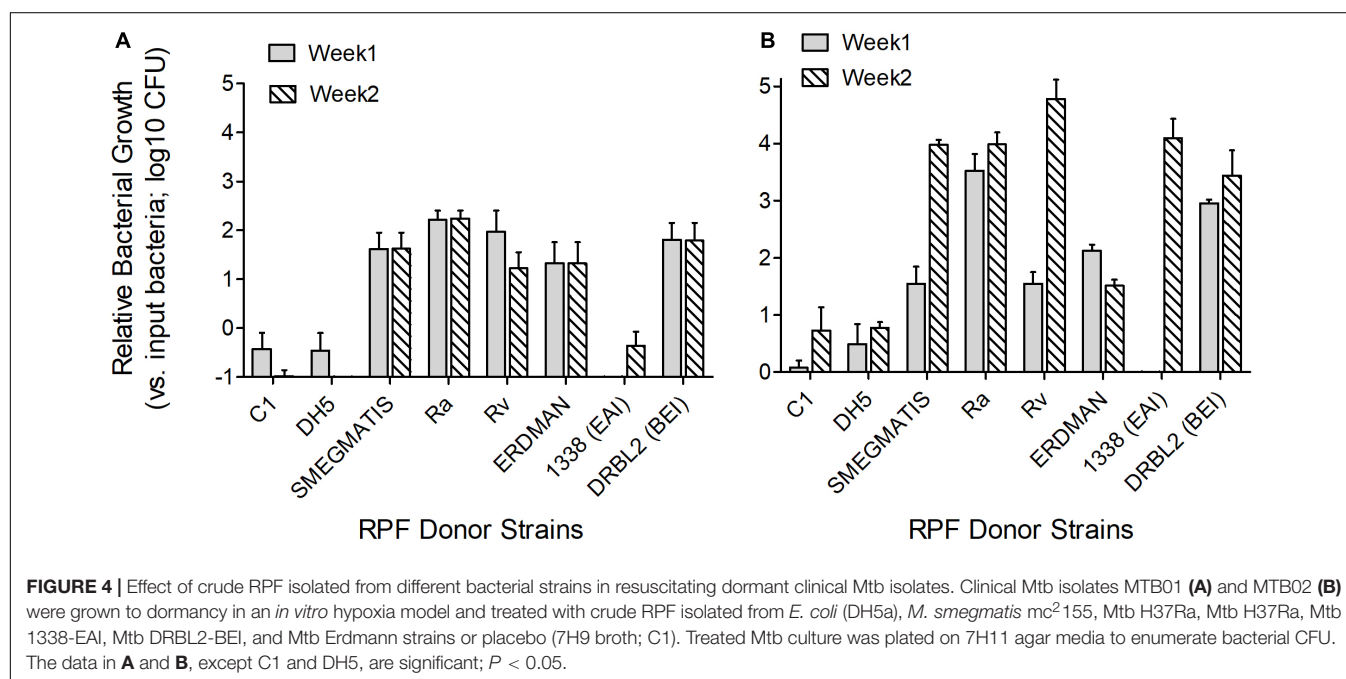 A
Week1
Week2
Relative Bacterial Growth
(vs. input bacteria; log10 CFU)
5
4
3
2
1
0
-1
C1
DH5
SMEGMATIS
Ra
Rv
ERDMAN
1338 (EAI)
DRBL2 (BEI)
RPF Donor Strains
B
Week1
Week2
5
4
3
2
1
0
C1
DH5
SMEGMATIS
Ra
Rv
ERDMAN
1338 (EAI)
DRBL2 (BEI)
RPF Donor Strains
FIGURE 4 | Effect of crude RPF isolated from different bacterial strains in resuscitating dormant clinical Mtb isolates. Clinical Mtb isolates MTB01 (A) and MTB02 (B)
were grown to dormancy in an in vitro hypoxia model and treated with crude RPF isolated from E. coli (DH5a), M. smegmatis mc²155, Mtb H37Ra, Mtb H37Ra, Mtb
1338-EAI, Mtb DRBL2-BEI, and Mtb Erdmann strains or placebo (7H9 broth; C1). Treated Mtb culture was plated on 7H11 agar media to enumerate bacterial CFU.
The data in A and B, except C1 and DH5, are significant; P < 0.05.